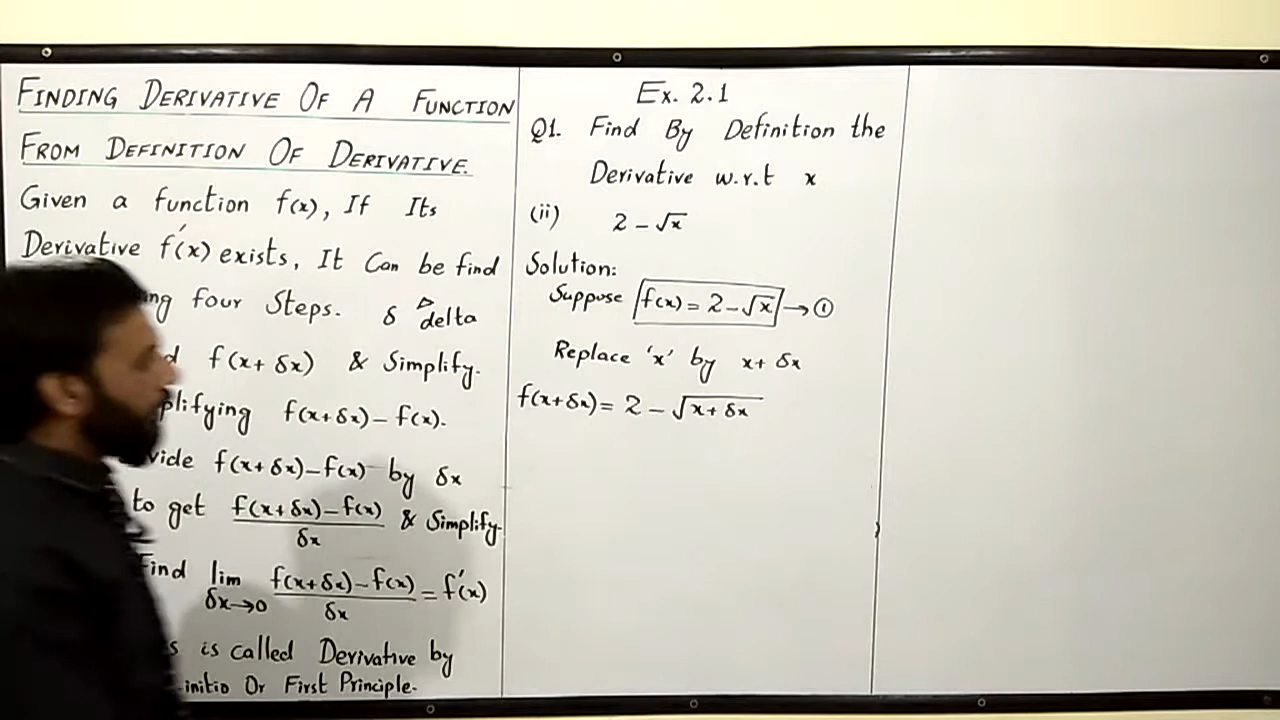 FINDING DERIVATIVE OF A FUNCTION
FROM DEFINITION OF DERIVATIVE.
Given a function f(x), If Its
Derivative f'(x) exists, It Can be find
four Steps. δ delta
f(x+δx) & Simplify.
f(x+δx)-f(x).
f(x+δx)-f(x) by δx
to get f(x+δx)-f(x)/δx & Simplify.
Find lim δx→0 f(x+δx)-f(x)/δx = f'(x)
is called Derivative by
Or First Principle.
Ex. 2.1
Q1. Find By Definition the
Derivative w.r.t x
(ii) 2-√x
Solution:
Suppose f(x) = 2-√x → ①
Replace 'x' by x+δx
f(x+δx) = 2-√x+δx